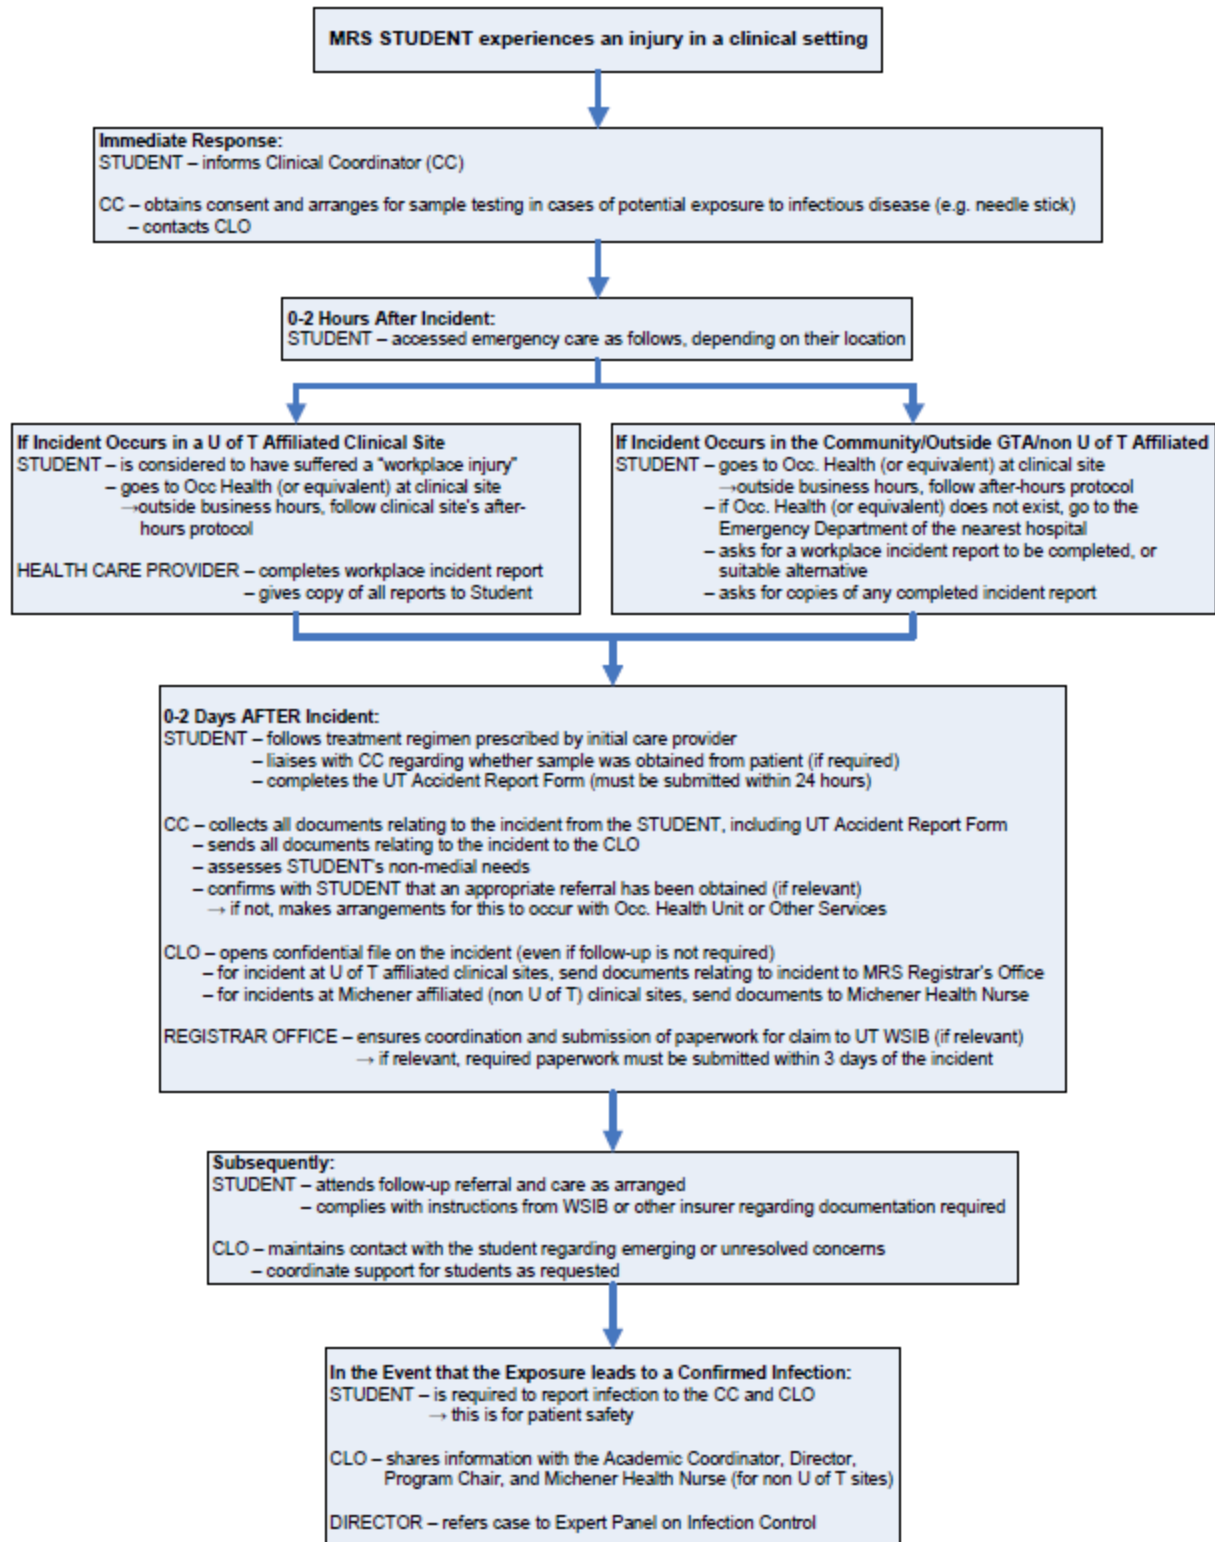 MRS STUDENT experiences an injury in a clinical setting
Immediate Response:
STUDENT – informs Clinical Coordinator (CC)
CC – obtains consent and arranges for sample testing in cases of potential exposure to infectious disease (e.g. needle stick)
– contacts CLO
0-2 Hours After Incident:
STUDENT – accessed emergency care as follows, depending on their location
If Incident Occurs in a U of T Affiliated Clinical Site
STUDENT – is considered to have suffered a "workplace injury"
– goes to Occ Health (or equivalent) at clinical site
→outside business hours, follow clinical site's after-
hours protocol
HEALTH CARE PROVIDER – completes workplace incident report
– gives copy of all reports to Student
If Incident Occurs in the Community/Outside GTA/non U of T Affiliated
STUDENT – goes to Occ. Health (or equivalent) at clinical site
→outside business hours, follow after-hours protocol
– if Occ. Health (or equivalent) does not exist, go to the
Emergency Department of the nearest hospital
– asks for a workplace incident report to be completed, or
suitable alternative
– asks for copies of any completed incident report
0-2 Days AFTER Incident:
STUDENT – follows treatment regimen prescribed by initial care provider
– liaises with CC regarding whether sample was obtained from patient (if required)
– completes the UT Accident Report Form (must be submitted within 24 hours)
CC – collects all documents relating to the incident from the STUDENT, including UT Accident Report Form
– sends all documents relating to the incident to the CLO
– assesses STUDENT's non-medial needs
– confirms with STUDENT that an appropriate referral has been obtained (if relevant)
→ if not, makes arrangements for this to occur with Occ. Health Unit or Other Services
CLO – opens confidential file on the incident (even if follow-up is not required)
– for incident at U of T affiliated clinical sites, send documents relating to incident to MRS Registrar's Office
– for incidents at Michener affiliated (non U of T) clinical sites, send documents to Michener Health Nurse
REGISTRAR OFFICE – ensures coordination and submission of paperwork for claim to UT WSIB (if relevant)
→ if relevant, required paperwork must be submitted within 3 days of the incident
Subsequently:
STUDENT – attends follow-up referral and care as arranged
– complies with instructions from WSIB or other insurer regarding documentation required
CLO – maintains contact with the student regarding emerging or unresolved concerns
– coordinate support for students as requested
In the Event that the Exposure leads to a Confirmed Infection:
STUDENT – is required to report infection to the CC and CLO
→ this is for patient safety
CLO – shares information with the Academic Coordinator, Director,
Program Chair, and Michener Health Nurse (for non U of T sites)
DIRECTOR – refers case to Expert Panel on Infection Control